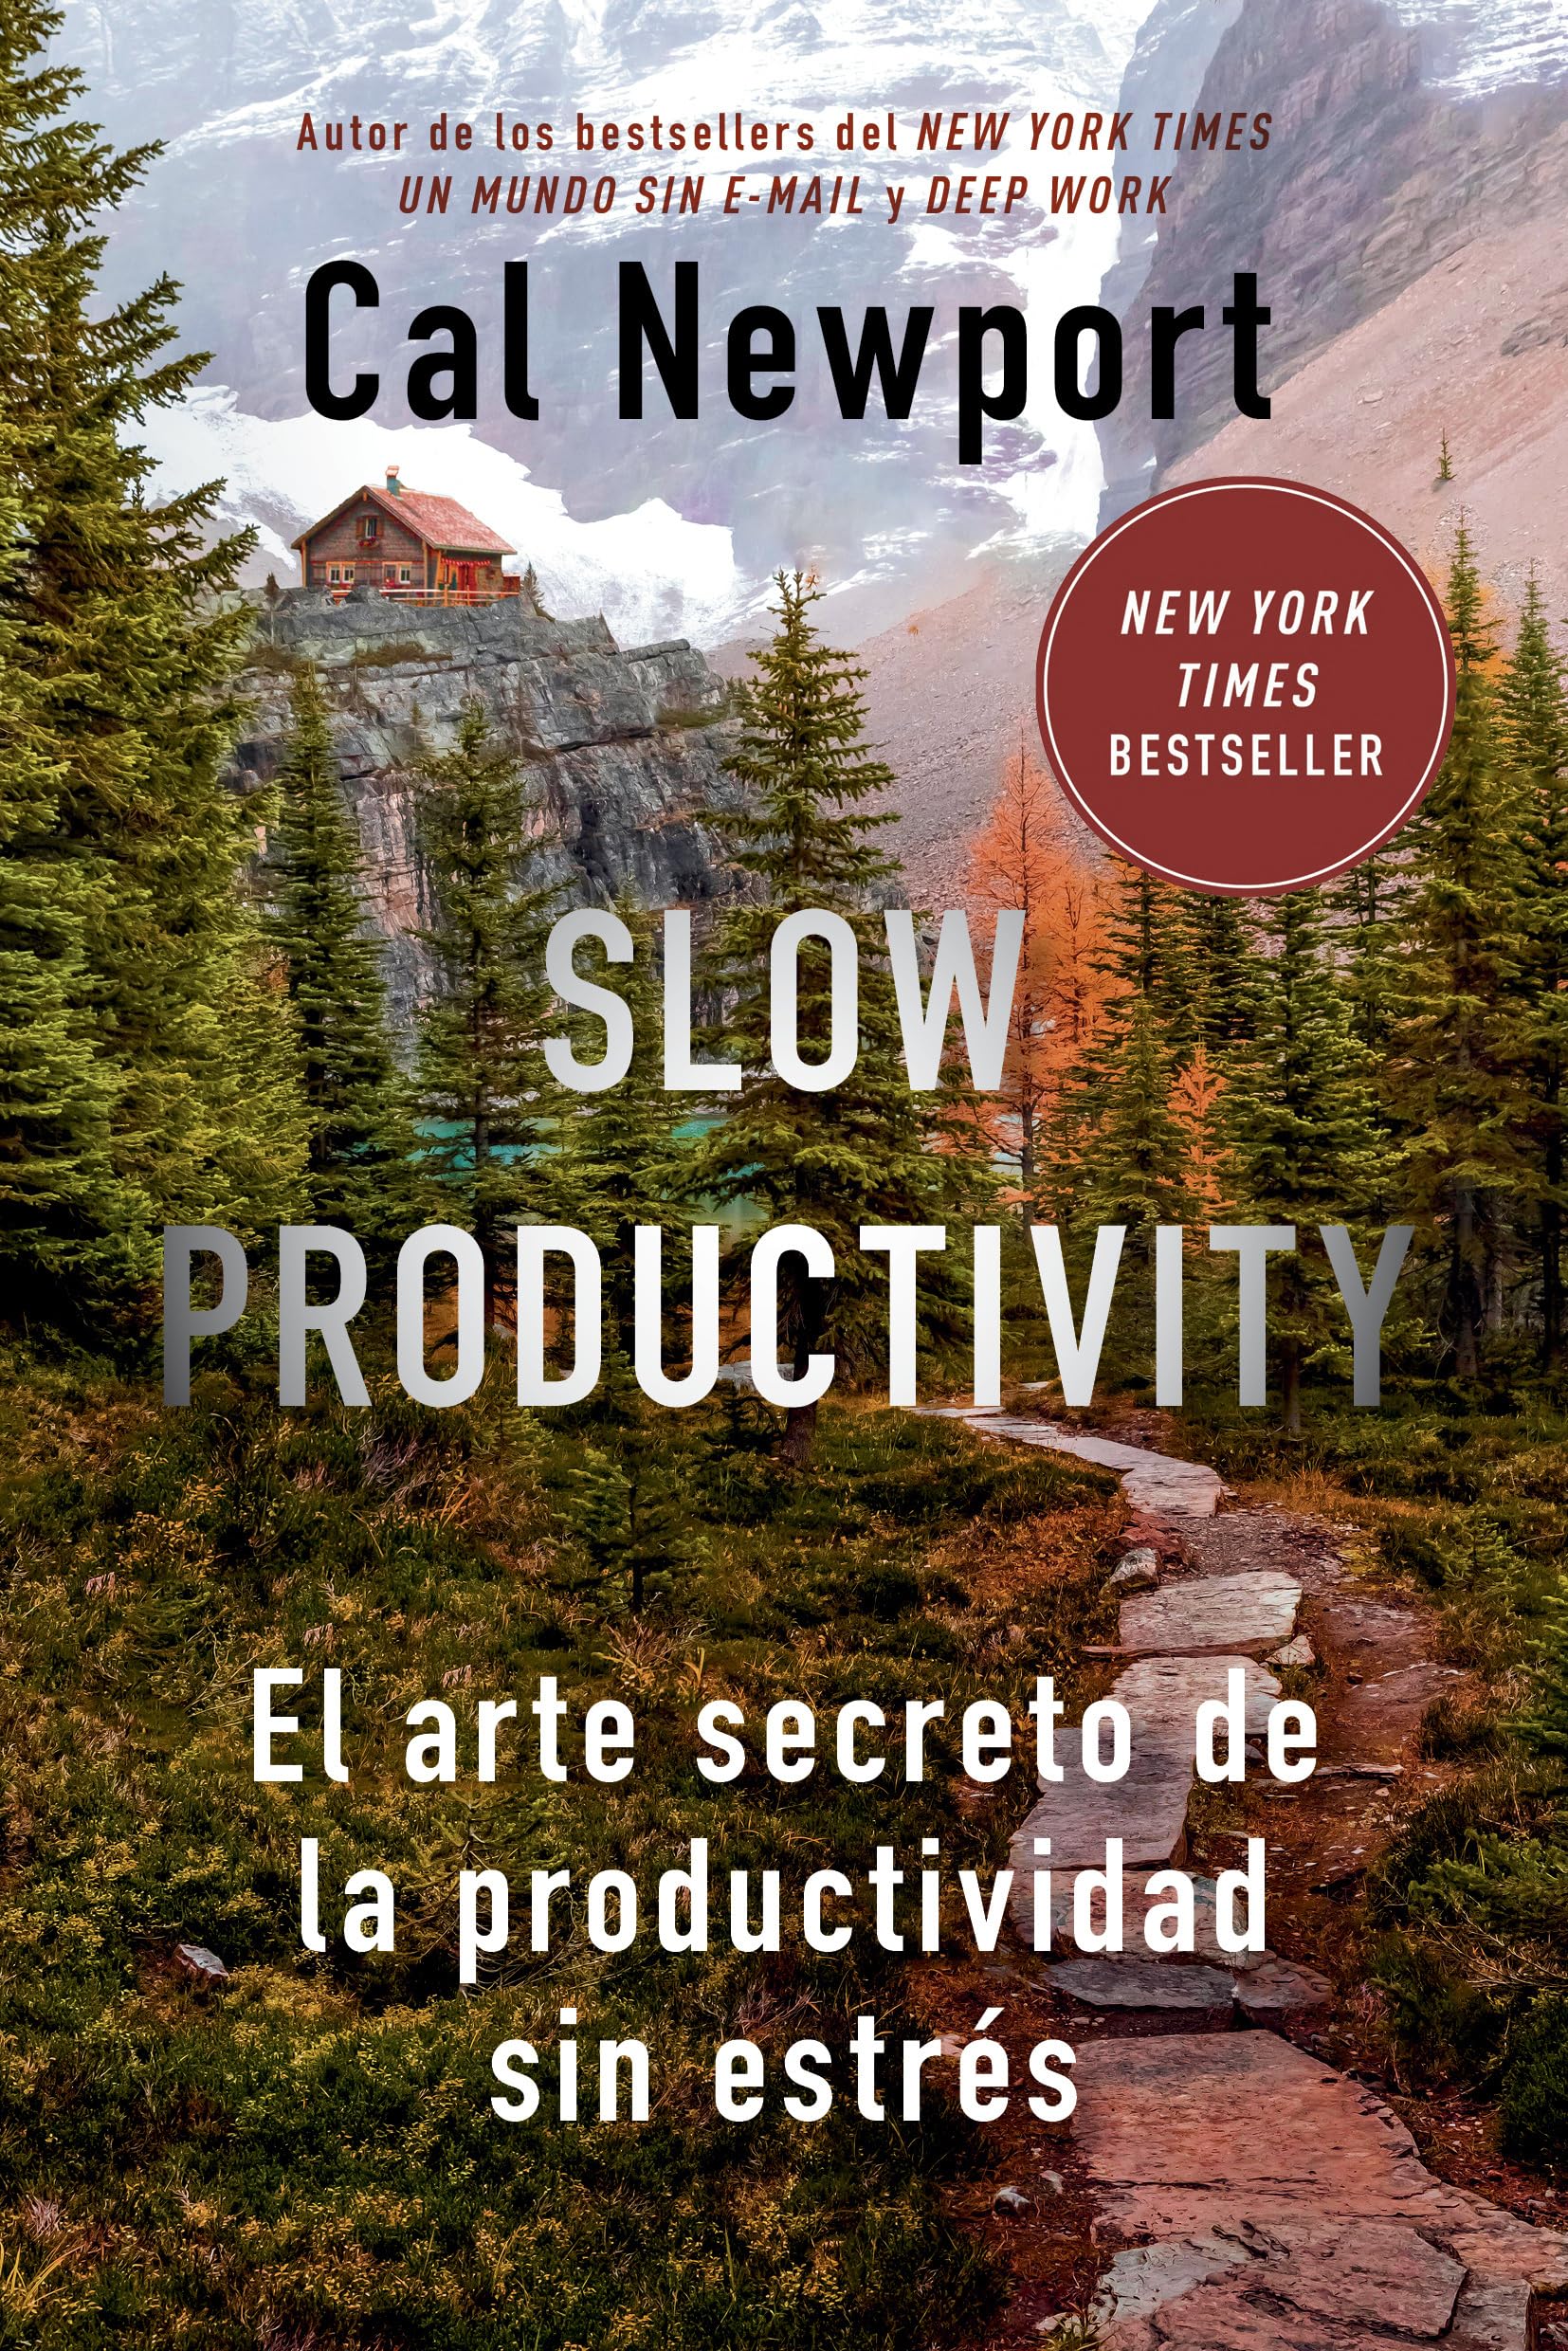 Autor de los bestsellers del NEW YORK TIMES
UN MUNDO SIN E-MAIL y DEEP WORK
Cal Newport
NEW YORK
TIMES
BESTSELLER
SLOW
PRODUCTIVITY
El arte secreto de
la productividad
sin estrés